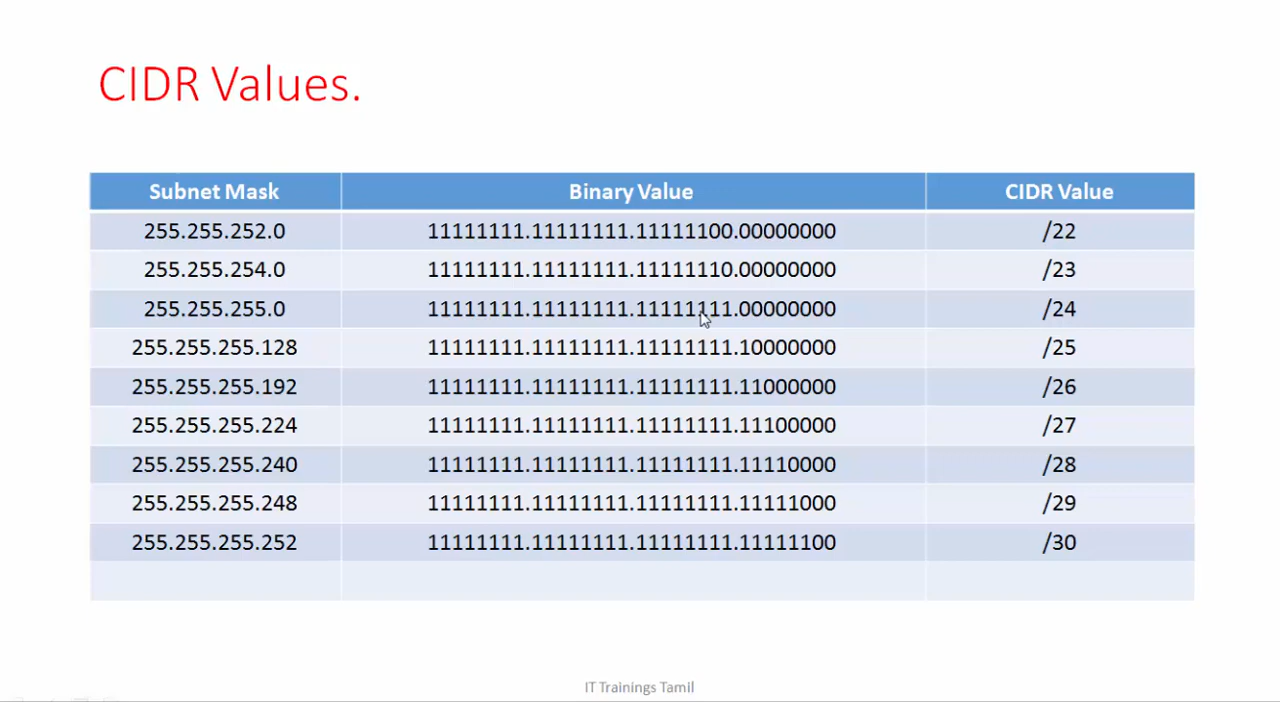 CIDR Values.
Subnet Mask Binary Value CIDR Value
255.255.252.0 11111111.11111111.11111100.00000000 /22
255.255.254.0 11111111.11111111.11111110.00000000 /23
255.255.255.0 11111111.11111111.11111111.00000000 /24
255.255.255.128 11111111.11111111.11111111.10000000 /25
255.255.255.192 11111111.11111111.11111111.11000000 /26
255.255.255.224 11111111.11111111.11111111.11100000 /27
255.255.255.240 11111111.11111111.11111111.11110000 /28
255.255.255.248 11111111.11111111.11111111.11111000 /29
255.255.255.252 11111111.11111111.11111111.11111100 /30
IT Trainings Tamil